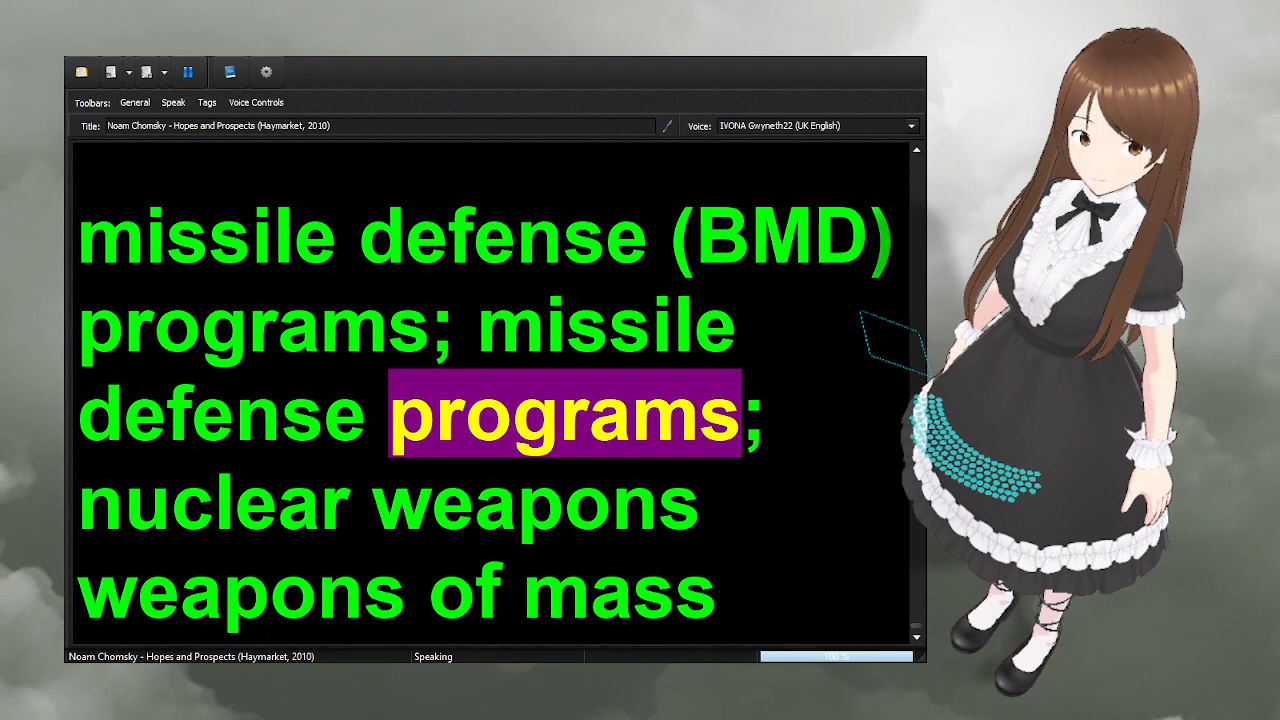 Toolbars: General Speak Tags Voice Controls
Title: Noam Chomsky - Hopes and Prospects (Haymarket, 2010) Voice: IVONA Gwyneth22 (UK English)
missile defense (BMD)
programs; missile
defense programs;
nuclear weapons
weapons of mass
Noam Chomsky - Hopes and Prospects (Haymarket, 2010) Speaking 100 %